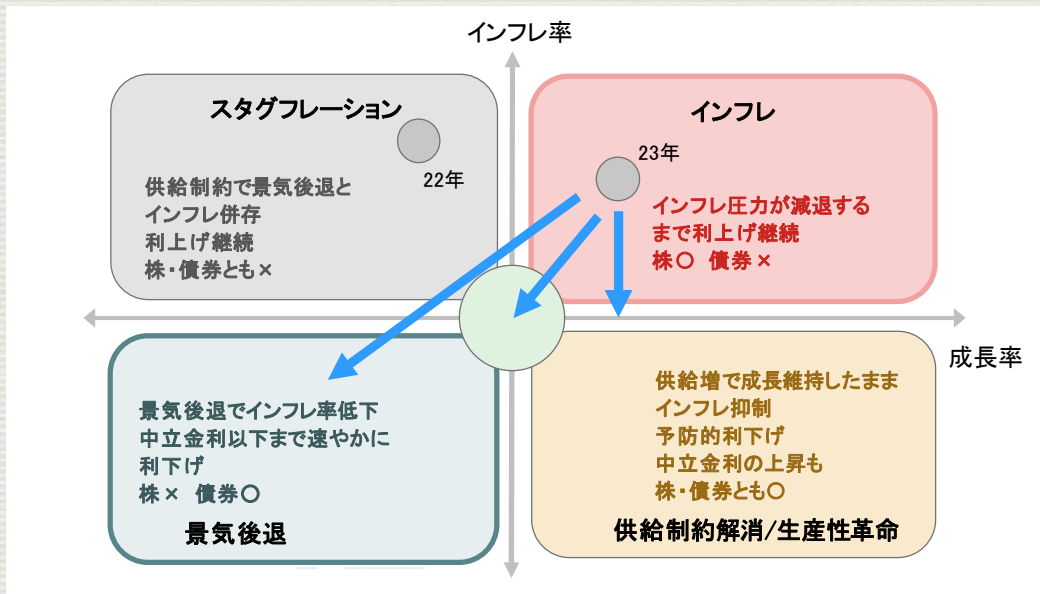 インフレ率
スタグフレーション
22年
供給制約で景気後退と
インフレ併存
利上げ継続
株・債券とも×
インフレ
23年
インフレ圧力が減退する
まで利上げ継続
株〇 債券×
成長率
景気後退でインフレ率低下
中立金利以下まで速やかに
利下げ
株× 債券〇
景気後退
供給増で成長維持したまま
インフレ抑制
予防的利下げ
中立金利の上昇も
株・債券とも〇
供給制約解消/生産性革命